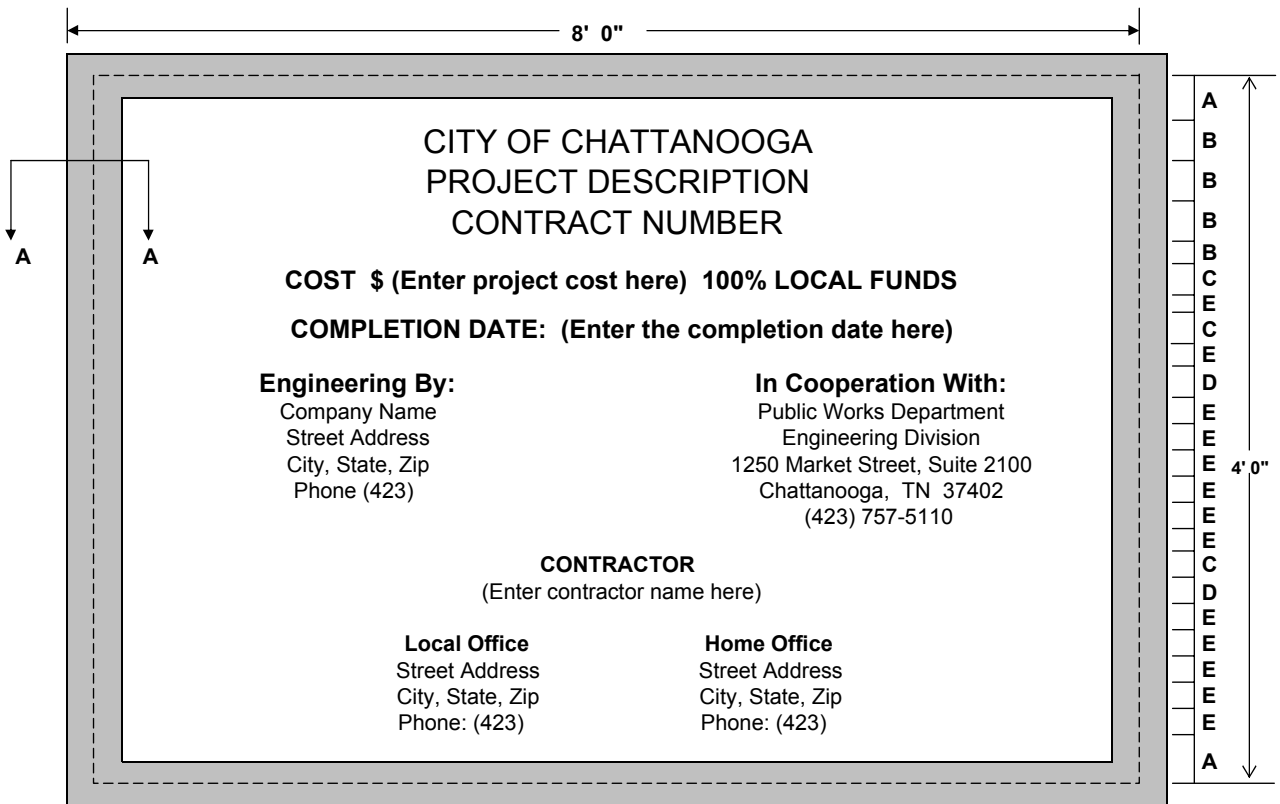 8' 0"
CITY OF CHATTANOOGA
PROJECT DESCRIPTION
CONTRACT NUMBER
COST $ (Enter project cost here) 100% LOCAL FUNDS
COMPLETION DATE: (Enter the completion date here)
Engineering By:
Company Name
Street Address
City, State, Zip
Phone (423)
In Cooperation With:
Public Works Department
Engineering Division
1250 Market Street, Suite 2100
Chattanooga, TN 37402
(423) 757-5110
CONTRACTOR
(Enter contractor name here)
Local Office
Street Address
City, State, Zip
Phone: (423)
Home Office
Street Address
City, State, Zip
Phone: (423)
A A
A
B
B
B
B
C
E
C
E
D
E
E
E
E
E
E
C
D
E
E
E
E
E
A
4' 0"